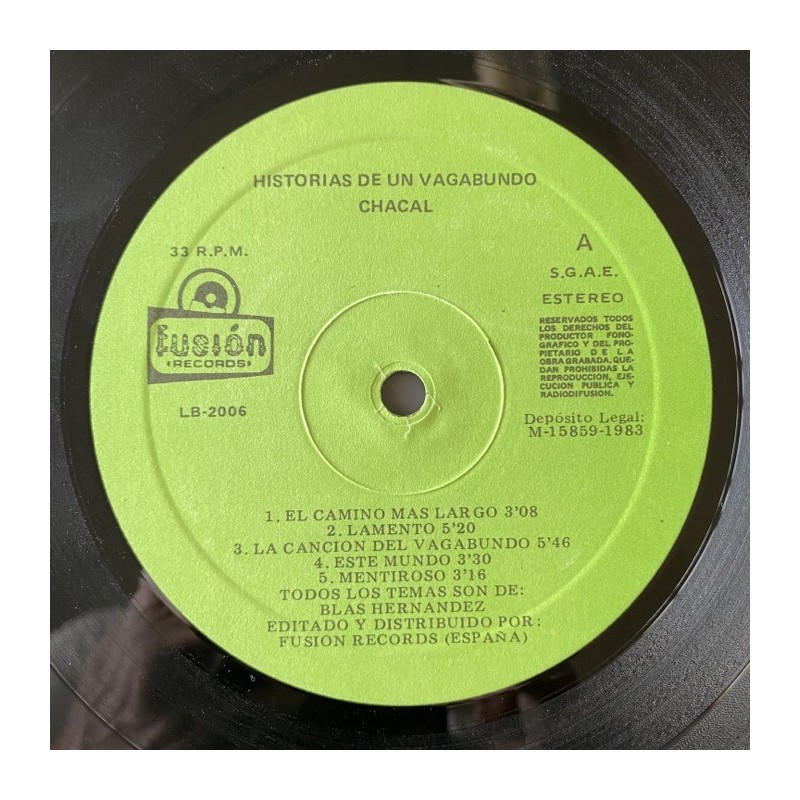 HISTORIAS DE UN VAGABUNDO
CHACAL
33 R.P.M.
fusión
RECORDS
LB-2006
A
S.G.A.E.
ESTEREO
RESERVADOS TODOS
LOS DERECHOS DEL
PRODUCTOR FONO-
GRAFICO Y DEL PRO-
PIETARIO DE LA
OBRA GRABADA. QUE-
DAN PROHIBIDAS LA
REPRODUCCION, EJE-
CUCION PUBLICA Y
RADIODIFUSION.
Depósito Legal:
M-15859-1983
1. EL CAMINO MAS LARGO 3'08
2. LAMENTO 5'20
3. LA CANCION DEL VAGABUNDO 5'46
4. ESTE MUNDO 3'30
5. MENTIROSO 3'16
TODOS LOS TEMAS SON DE:
BLAS HERNANDEZ
EDITADO Y DISTRIBUIDO POR:
FUSION RECORDS (ESPAÑA)